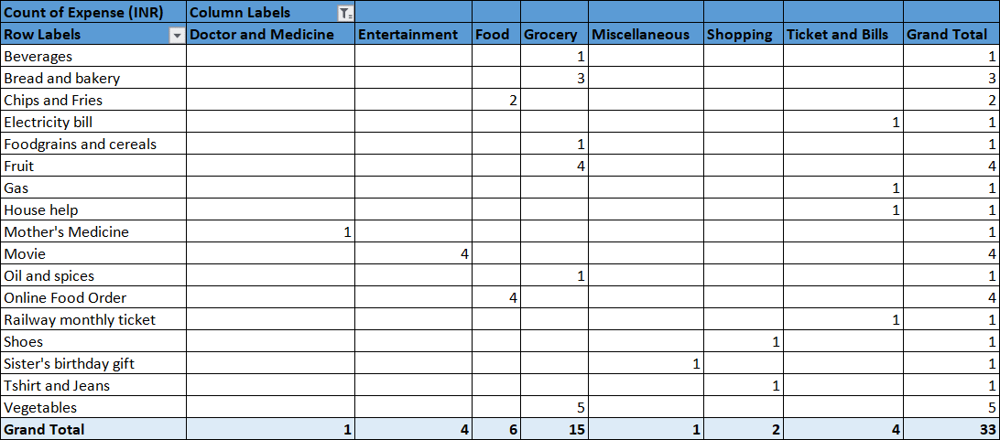 Count of Expense (INR) Column Labels
Row Labels Doctor and Medicine Entertainment Food Grocery Miscellaneous Shopping Ticket and Bills Grand Total
Beverages 1 1
Bread and bakery 3 3
Chips and Fries 2 2
Electricity bill 1 1
Foodgrains and cereals 1 1
Fruit 4 4
Gas 1 1
House help 1 1
Mother's Medicine 1 1
Movie 4 4
Oil and spices 1 1
Online Food Order 4 4
Railway monthly ticket 1 1
Shoes 1 1
Sister's birthday gift 1 1
Tshirt and Jeans 1 1
Vegetables 5 5
Grand Total 1 4 6 15 1 2 4 33